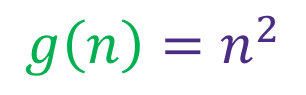 g(n) = n²